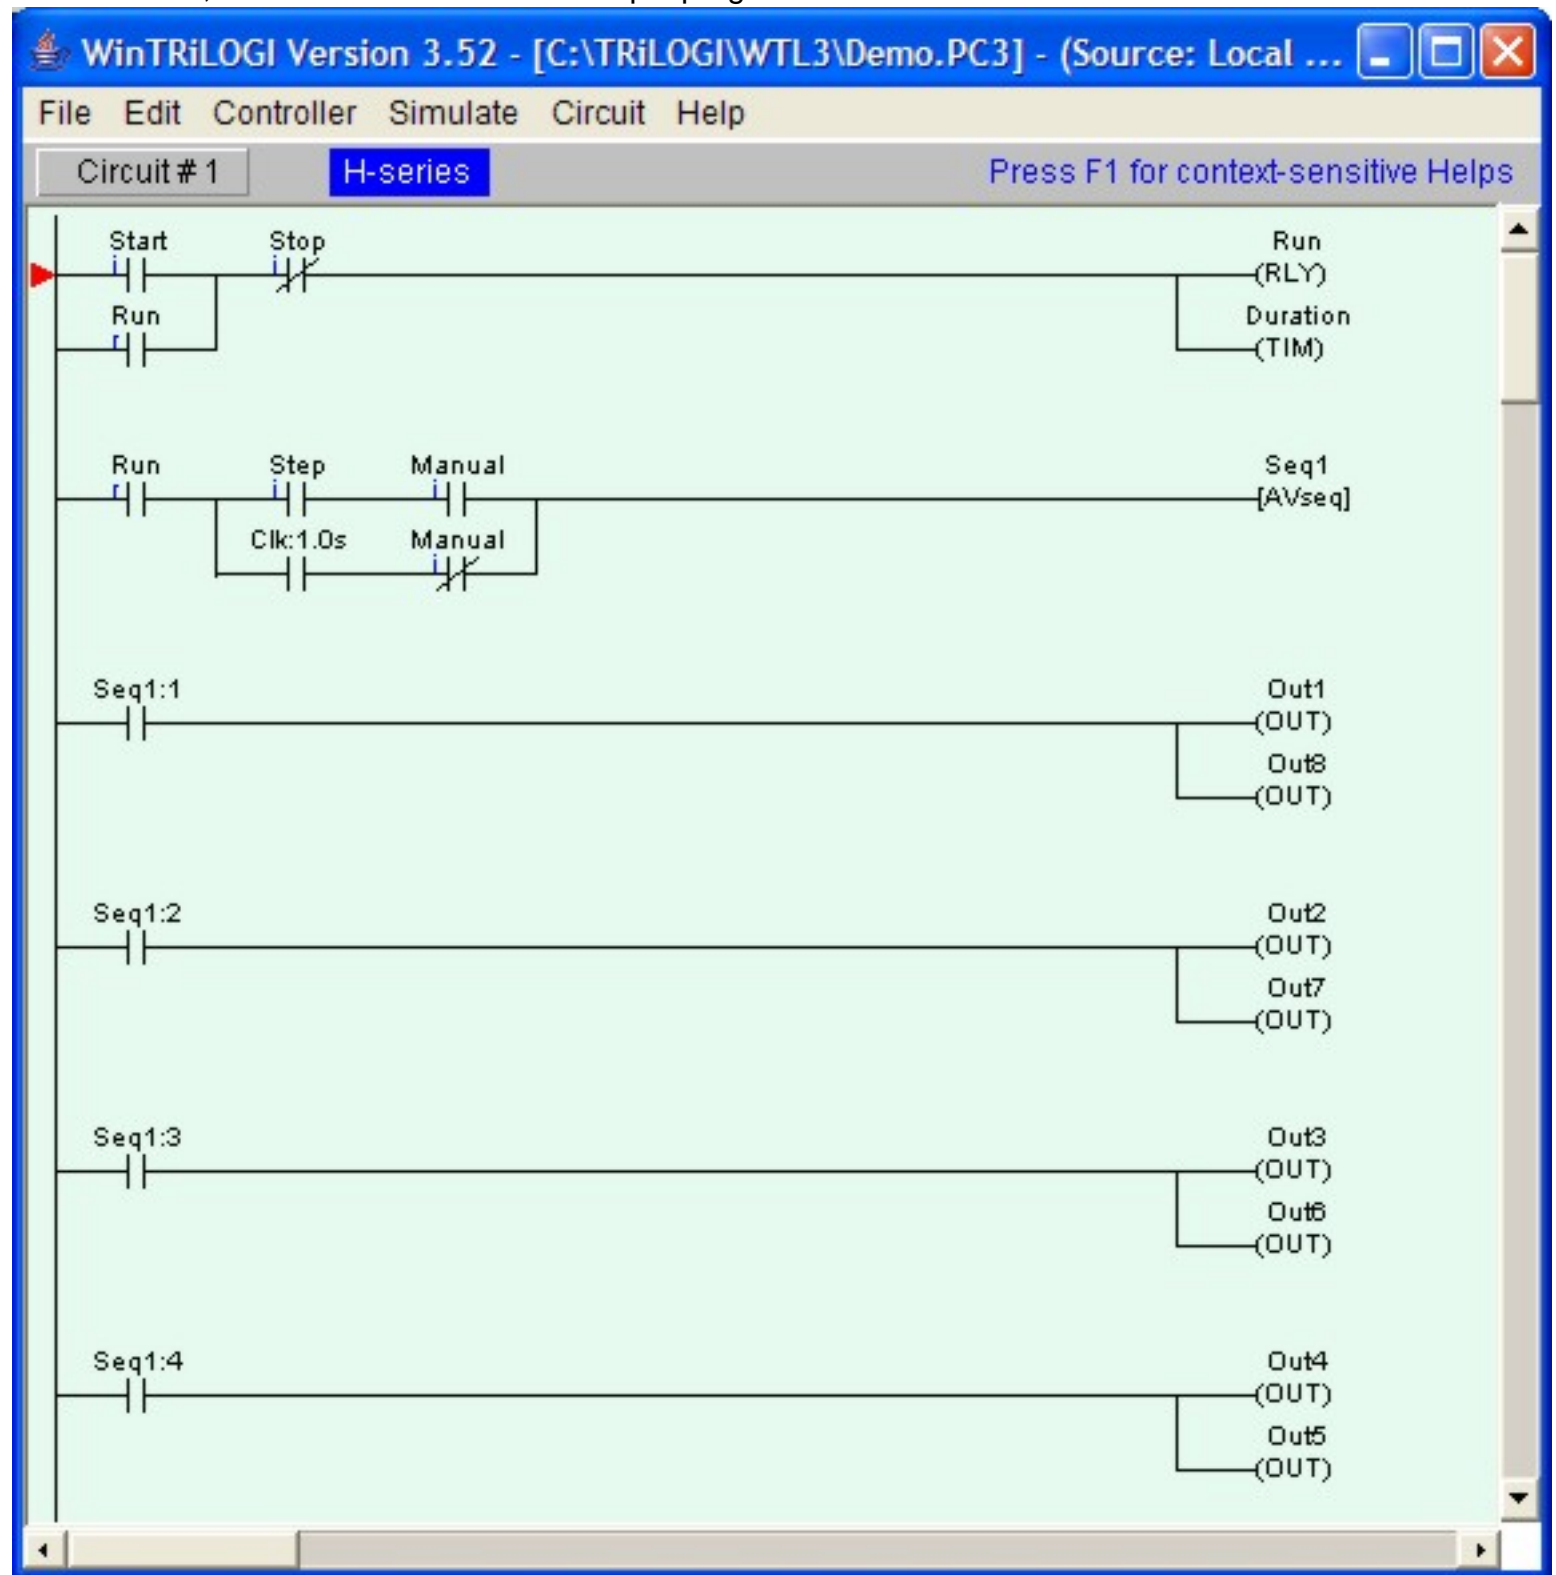 WinTRiLOGI Version 3.52 - [C:\TRiLOGI\WTL3\Demo.PC3] - (Source: Local ...
File Edit Controller Simulate Circuit Help
Circuit # 1 H-series Press F1 for context-sensitive Helps
Start Stop Run
i i (RLY)
Run Duration
r (TIM)
Run Step Manual Seq1
r i i [AVseq]
Clk:1.0s Manual
i
Seq1:1 Out1
(OUT)
Out8
(OUT)
Seq1:2 Out2
(OUT)
Out7
(OUT)
Seq1:3 Out3
(OUT)
Out6
(OUT)
Seq1:4 Out4
(OUT)
Out5
(OUT)